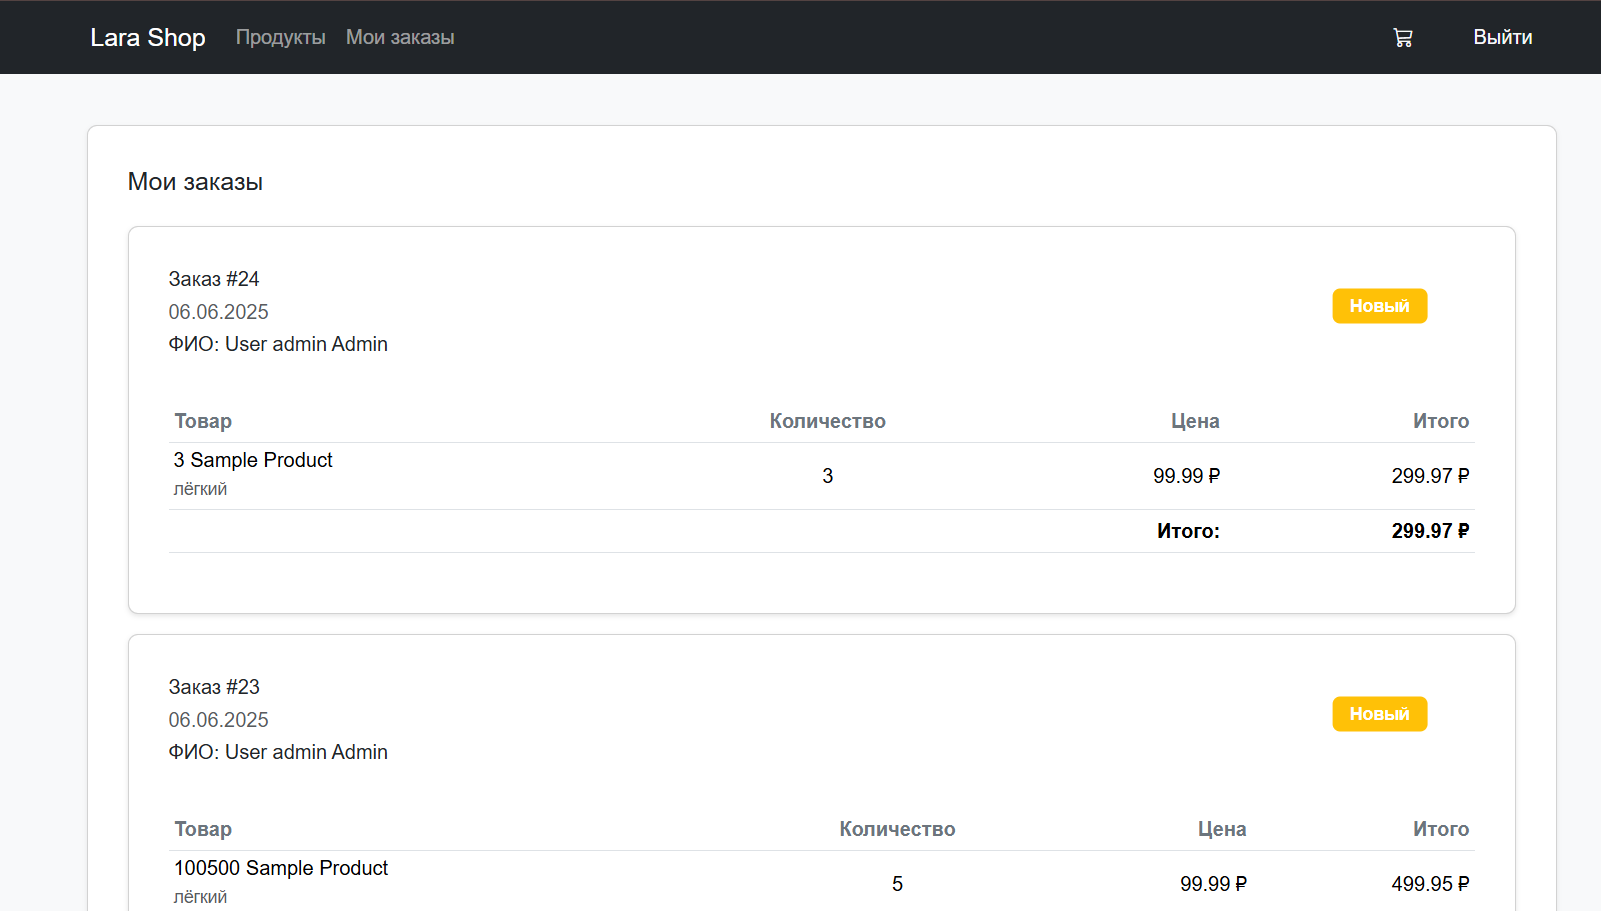 Lara Shop Продукты Мои заказы Выйти
Мои заказы
Заказ #24
06.06.2025
Новый
ФИО: User admin Admin
Товар Количество Цена Итого
3 Sample Product
лёгкий
3 99.99 ₽ 299.97 ₽
Итого: 299.97 ₽
Заказ #23
06.06.2025
Новый
ФИО: User admin Admin
Товар Количество Цена Итого
100500 Sample Product
лёгкий
5 99.99 ₽ 499.95 ₽